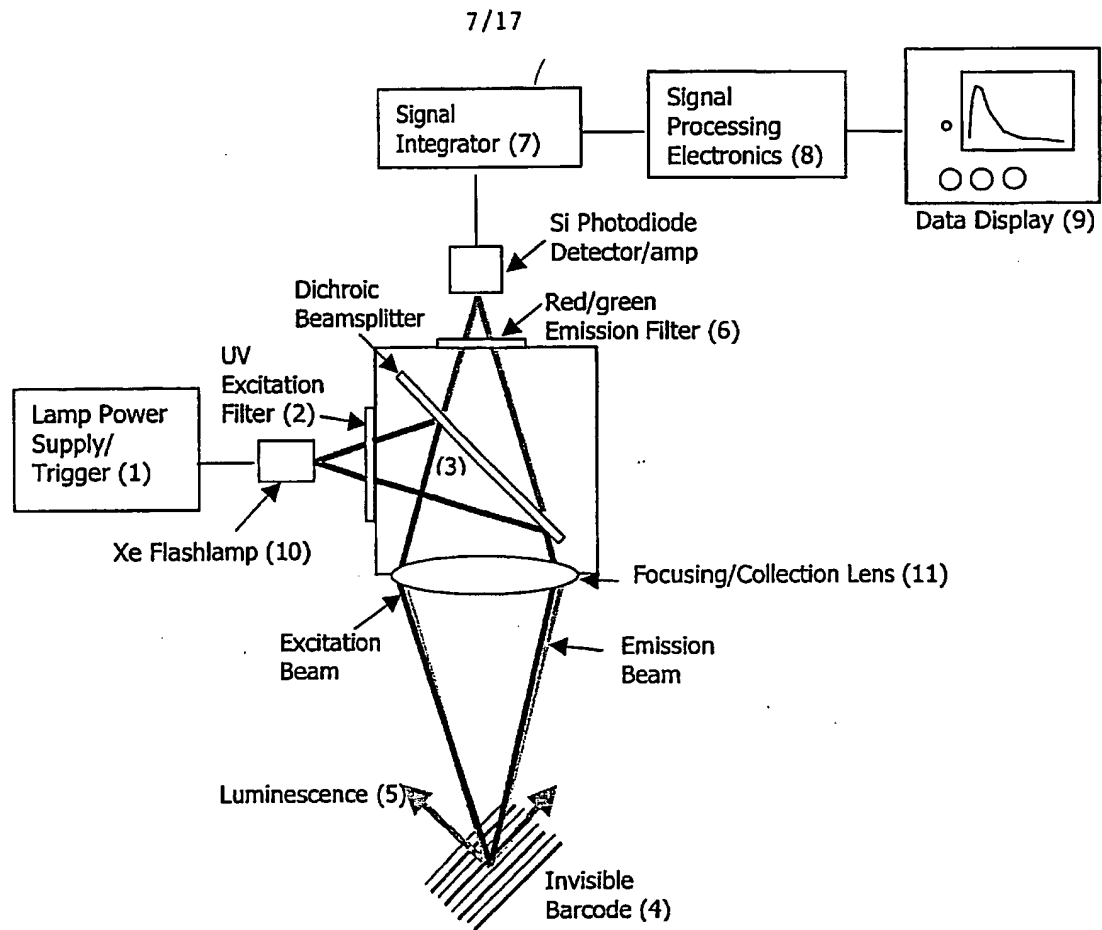 7/17
Signal
Integrator (7)
Signal
Processing
Electronics (8)
Data Display (9)
Si Photodiode
Detector/amp
Dichroic
Beamsplitter
Red/green
Emission Filter (6)
UV
Excitation
Filter (2)
Lamp Power
Supply/
Trigger (1)
(3)
Xe Flashlamp (10)
Focusing/Collection Lens (11)
Excitation
Beam
Emission
Beam
Luminescence (5)
Invisible
Barcode (4)